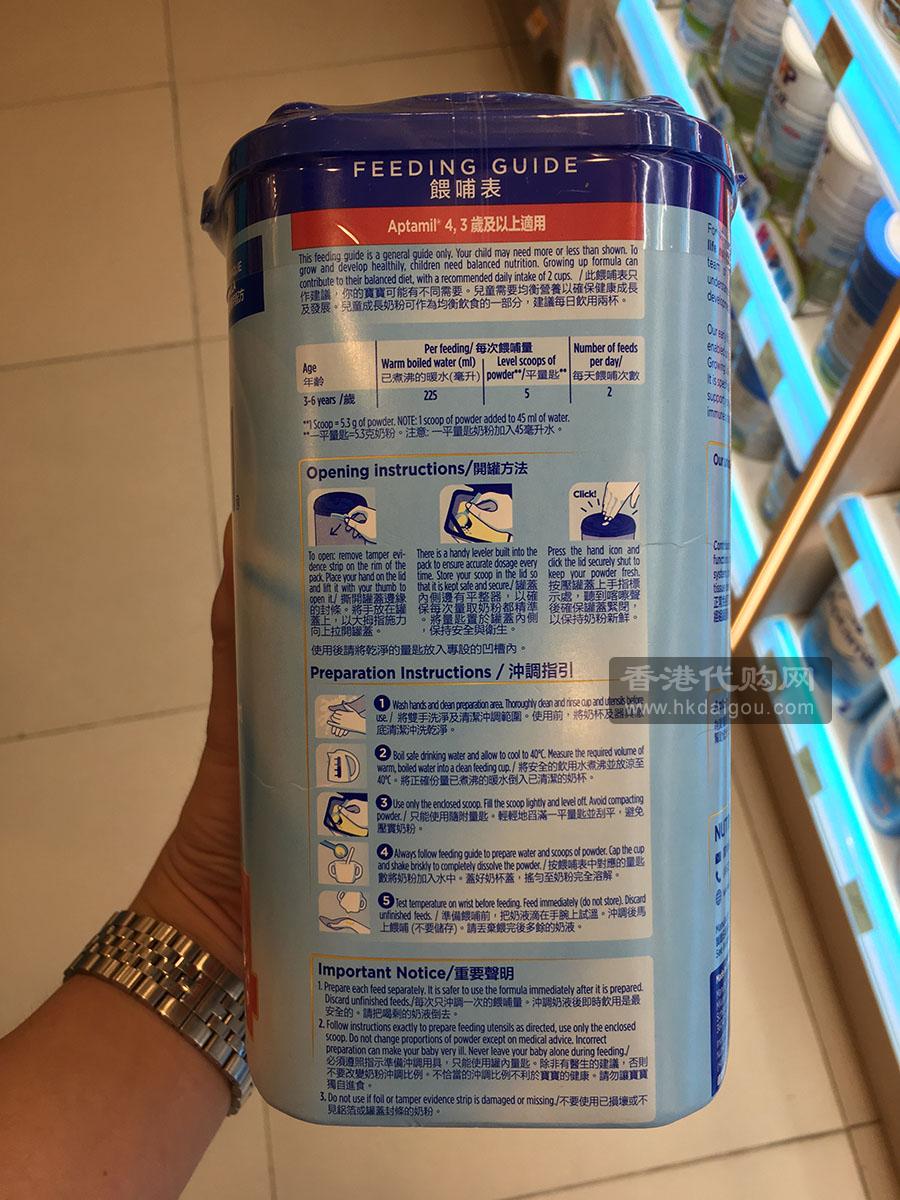 FEEDING GUIDE
餵哺表
Aptamil® 4, 3 歲及以上適用
This feeding guide is a general guide only. Your child may need more or less than shown. To
grow and develop healthily, children need balanced nutrition. Growing up formula can
contribute to their balanced diet, with a recommended daily intake of 2 cups. / 此餵哺表只
作建議，你的寶寶可能有不同需要。兒童需要均衡營養以確保健康成長
及發展。兒童成長奶粉可作為均衡飲食的一部分，建議每日飲用兩杯。
Age
年齡
Per feeding/ 每次餵哺量
Warm boiled water (ml)
已煮沸的暖水(毫升)
Level scoops of
powder**/平量匙**
Number of feeds
per day/
每天餵哺次數
3-6 years /歲
225
5
2
**1 Scoop = 5.3 g of powder. NOTE: 1 scoop of powder added to 45 ml of water.
**一平量匙=5.3克奶粉。注意: 一平量匙奶粉加入45毫升水。
Opening instructions/開罐方法
Click!
To open: remove tamper evi-
dence strip on the rim of the
pack. Place your hand on the lid
and lift it with your thumb to
open it./ 撕開罐蓋邊緣
的封條。將手放在罐
蓋上，以大拇指施力
向上拉開罐蓋。
There is a handy leveler built into the
pack to ensure accurate dosage every
time. Store your scoop in the lid so
that it is kept safe and secure./ 罐蓋
內側還有平整器，以確
保每次量取奶粉都精準
。將量匙置於罐蓋內側
，保持安全與衛生。
Press the hand icon and
click the lid securely shut to
keep your powder fresh.
按壓罐蓋上手指標
示處，聽到喀嚓聲
後確保罐蓋緊閉，
以保持奶粉新鮮。
使用後請將乾淨的量匙放入專設的凹槽內。
Preparation Instructions / 沖調指引
1 Wash hands and clean preparation area. Thoroughly clean and rinse cup and utensils before
use. / 將雙手洗淨及清潔沖調範圍。使用前，將奶杯及器具徹
底清潔沖洗乾淨。
2 Boil safe drinking water and allow to cool to 40°C. Measure the required volume of
warm, boiled water into a clean feeding cup. / 將安全的飲用水煮沸並放涼至
40°C。將正確份量已煮沸的暖水倒入已清潔的奶杯。
3 Use only the enclosed scoop. Fill the scoop lightly and level off. Avoid compacting
powder. / 只能使用隨附量匙。輕輕地舀滿一平量匙並刮平，避免
壓實奶粉。
4 Always follow feeding guide to prepare water and scoops of powder. Cap the cup
and shake briskly to completely dissolve the powder. / 按餵哺表中對應的量匙
數將奶粉加入水中。蓋好奶杯蓋，搖勻至奶粉完全溶解。
5 Test temperature on wrist before feeding. Feed immediately (do not store). Discard
unfinished feeds. / 準備餵哺前，把奶液滴在手腕上試溫。沖調後馬
上餵哺 (不要儲存)。請丟棄餵完後多餘的奶液。
Important Notice/重要聲明
1. Prepare each feed separately. It is safer to use the formula immediately after it is prepared.
Discard unfinished feeds./每次只沖調一次的餵哺量。沖調奶液後即時飲用是最
安全的。請把喝剩的奶液倒去。
2. Follow instructions exactly to prepare feeding utensils as directed, use only the enclosed
scoop. Do not change proportions of powder except on medical advice. Incorrect
preparation can make your baby very ill. Never leave your baby alone during feeding./
必須遵照指示準備沖調用具，只能使用罐內量匙。除非有醫生的建議，否則
不要改變奶粉沖調比例。不恰當的沖調比例不利於寶寶的健康。請勿讓寶寶
獨自進食。
3. Do not use if foil or tamper evidence strip is damaged or missing./不要使用已損壞或不
見鋁箔或罐蓋封條的奶粉。
香港代购网
www.hkdaigou.com